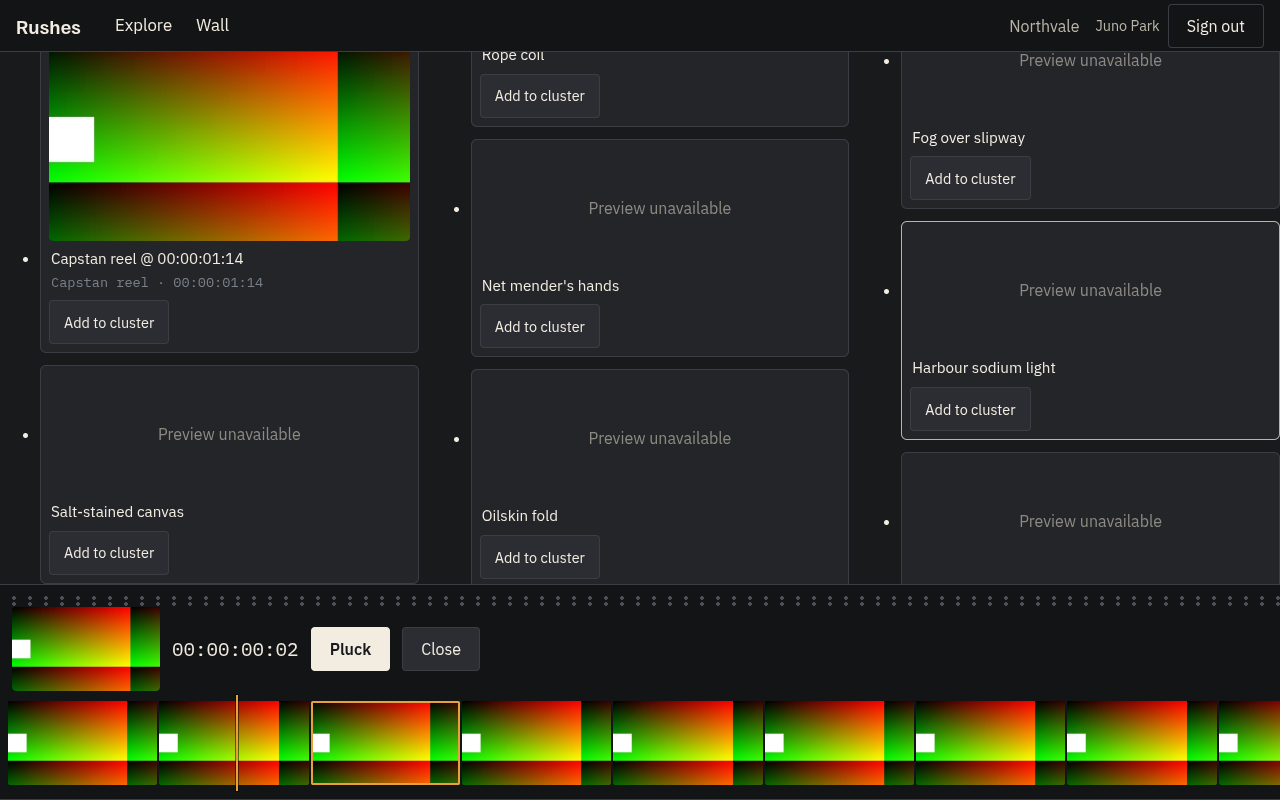 Rushes
Explore
Wall
Northvale
Juno Park
Sign out
Capstan reel @ 00:00:01:14
Capstan reel · 00:00:01:14
Add to cluster
Preview unavailable
Salt-stained canvas
Add to cluster
Rope coil
Add to cluster
Preview unavailable
Net mender's hands
Add to cluster
Preview unavailable
Oilskin fold
Add to cluster
Preview unavailable
Fog over slipway
Add to cluster
Preview unavailable
Harbour sodium light
Add to cluster
Preview unavailable
00:00:00:02
Pluck
Close